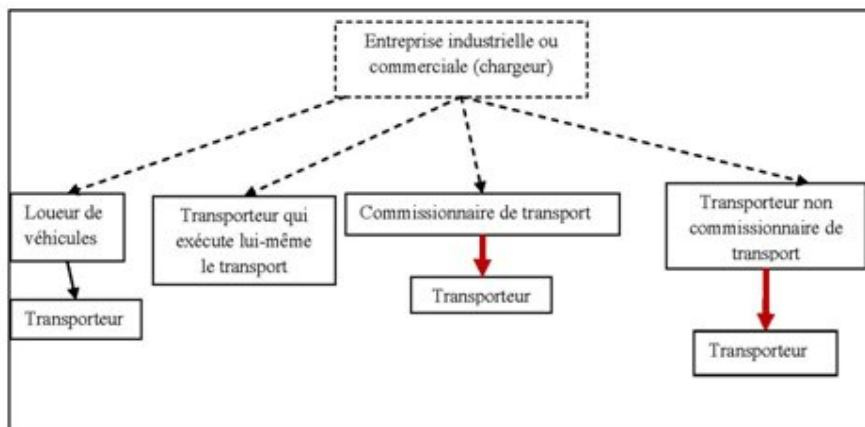 Entreprise industrielle ou
commerciale (chargeur)
Loueur de
véhicules
Transporteur qui
exécute lui-même
le transport
Commissionnaire de transport
Transporteur non
commissionnaire de
transport
Transporteur
Transporteur
Transporteur